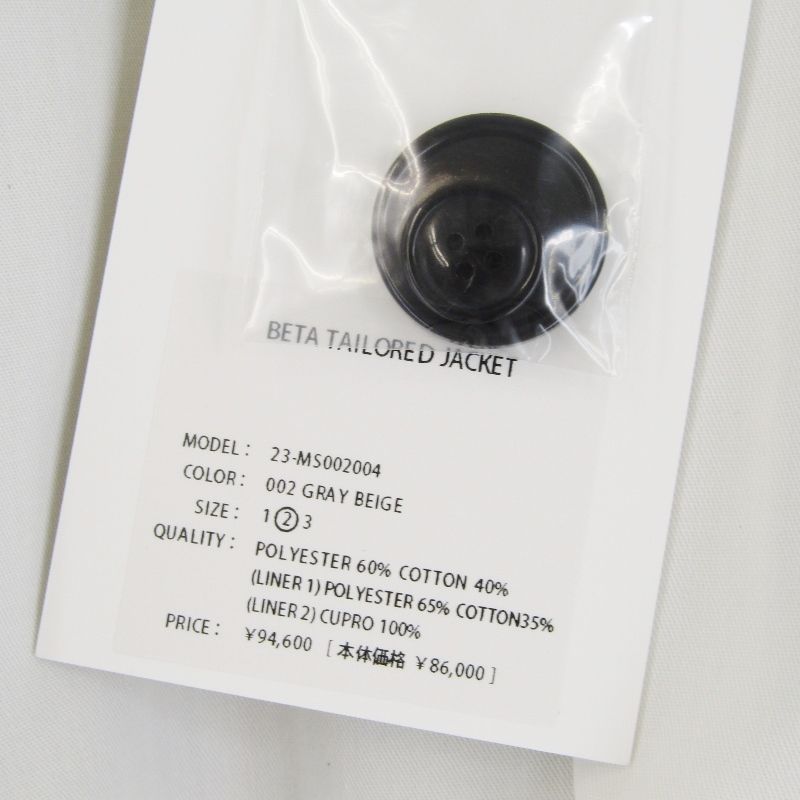 BETA TAILORED JACKET
MODEL : 23-MS002004
COLOR : 002 GRAY BEIGE
SIZE : 1 ② 3
QUALITY : POLYESTER 60% COTTON 40%
(LINER 1) POLYESTER 65% COTTON35%
(LINER 2) CUPRO 100%
PRICE : ¥94,600 [ 本体価格 ¥86,000 ]